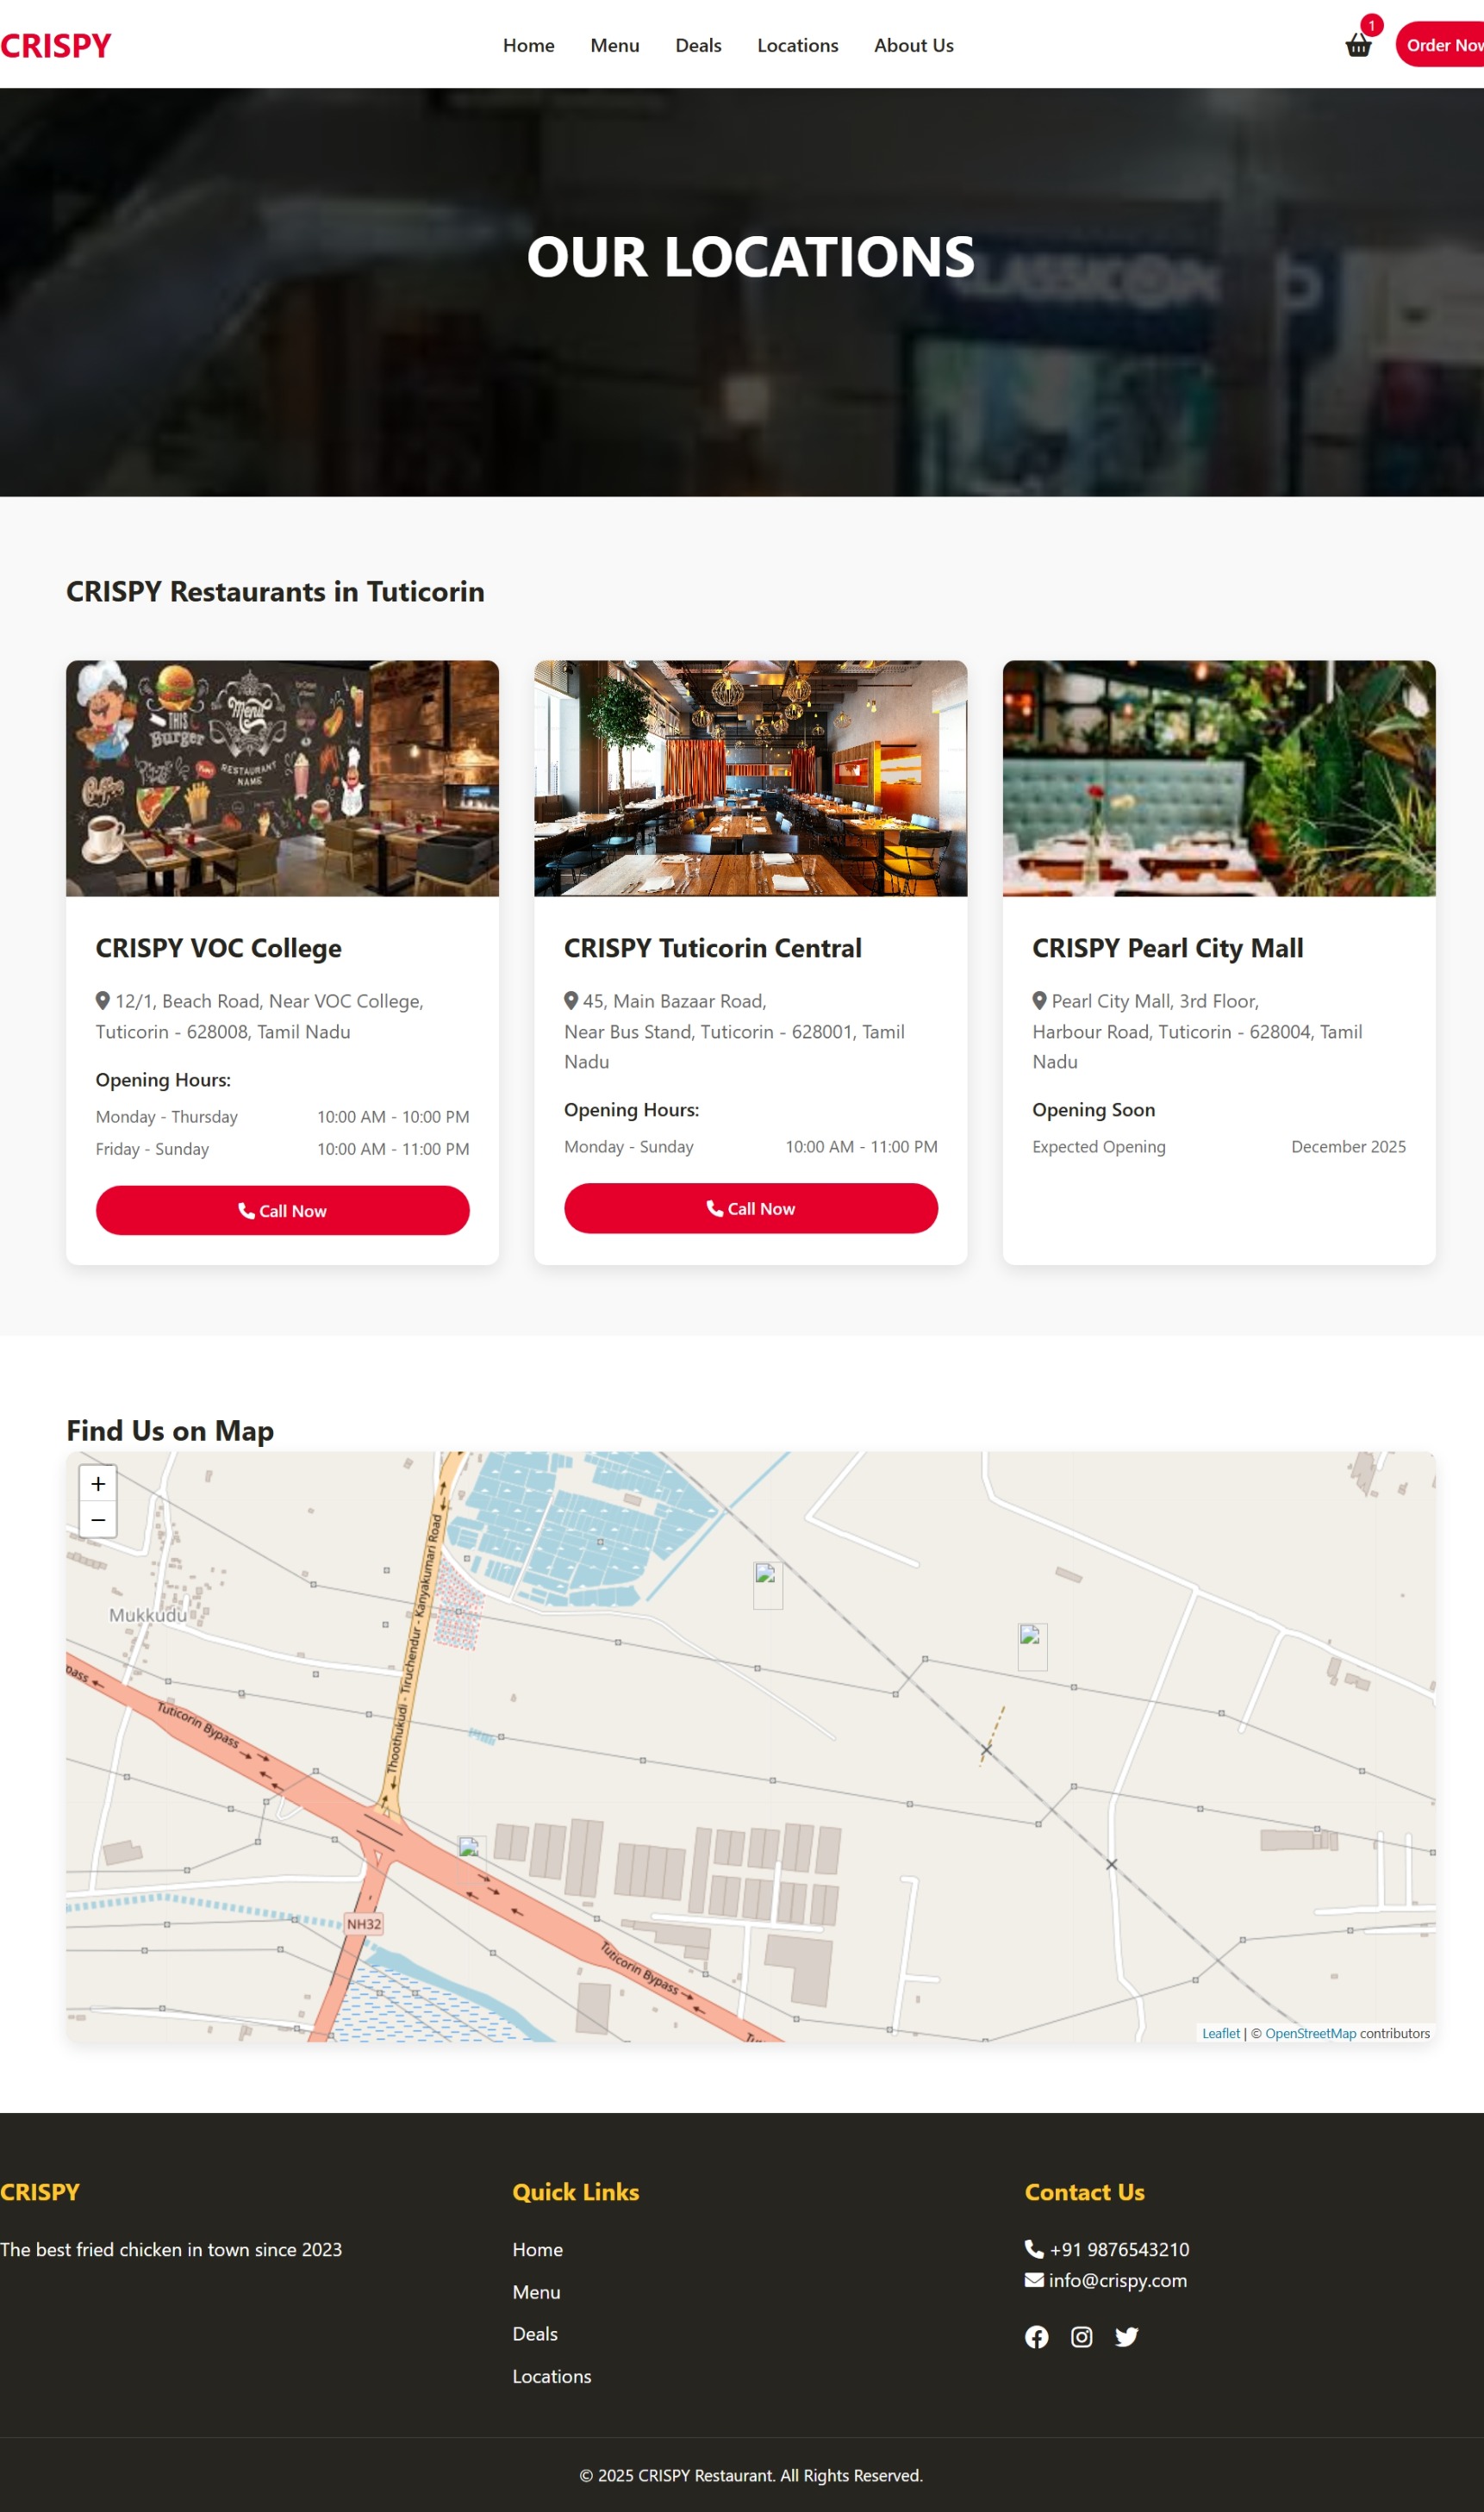 CRISPY
Home Menu Deals Locations About Us
1
Order Now
OUR LOCATIONS
CRISPY Restaurants in Tuticorin
THIS
Burger
Menu
RESTAURANT
NAME
Coffee
CRISPY VOC College
12/1, Beach Road, Near VOC College,
Tuticorin - 628008, Tamil Nadu
Opening Hours:
Monday - Thursday 10:00 AM - 10:00 PM
Friday - Sunday 10:00 AM - 11:00 PM
Call Now
CRISPY Tuticorin Central
45, Main Bazaar Road,
Near Bus Stand, Tuticorin - 628001, Tamil
Nadu
Opening Hours:
Monday - Sunday 10:00 AM - 11:00 PM
Call Now
CRISPY Pearl City Mall
Pearl City Mall, 3rd Floor,
Harbour Road, Tuticorin - 628004, Tamil
Nadu
Opening Soon
Expected Opening December 2025
Find Us on Map
+
−
Mukkudu
Thoothukudi - Tiruchendur - Kanyakumari Road
pass
Tuticorin Bypass
NH32
Tuticorin Bypass
Leaflet | © OpenStreetMap contributors
CRISPY
The best fried chicken in town since 2023
Quick Links
Home
Menu
Deals
Locations
Contact Us
+91 9876543210
info@crispy.com
© 2025 CRISPY Restaurant. All Rights Reserved.